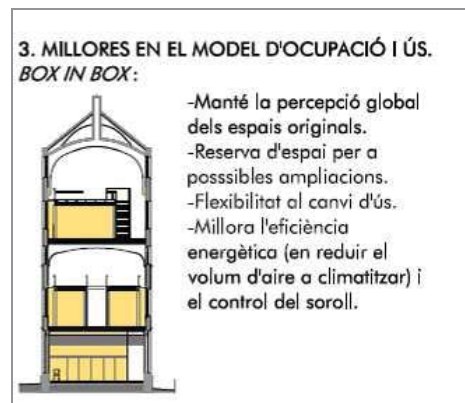 3. MILLORES EN EL MODEL D'OCUPACIÓ I ÚS.
BOX IN BOX:
-Manté la percepció global
dels espais originals.
-Reserva d'espai per a
posssibles ampliacions.
-Flexibilitat al canvi d'ús.
-Millora l'eficiència
energètica (en reduir el
volum d'aire a climatitzar) i
el control del soroll.